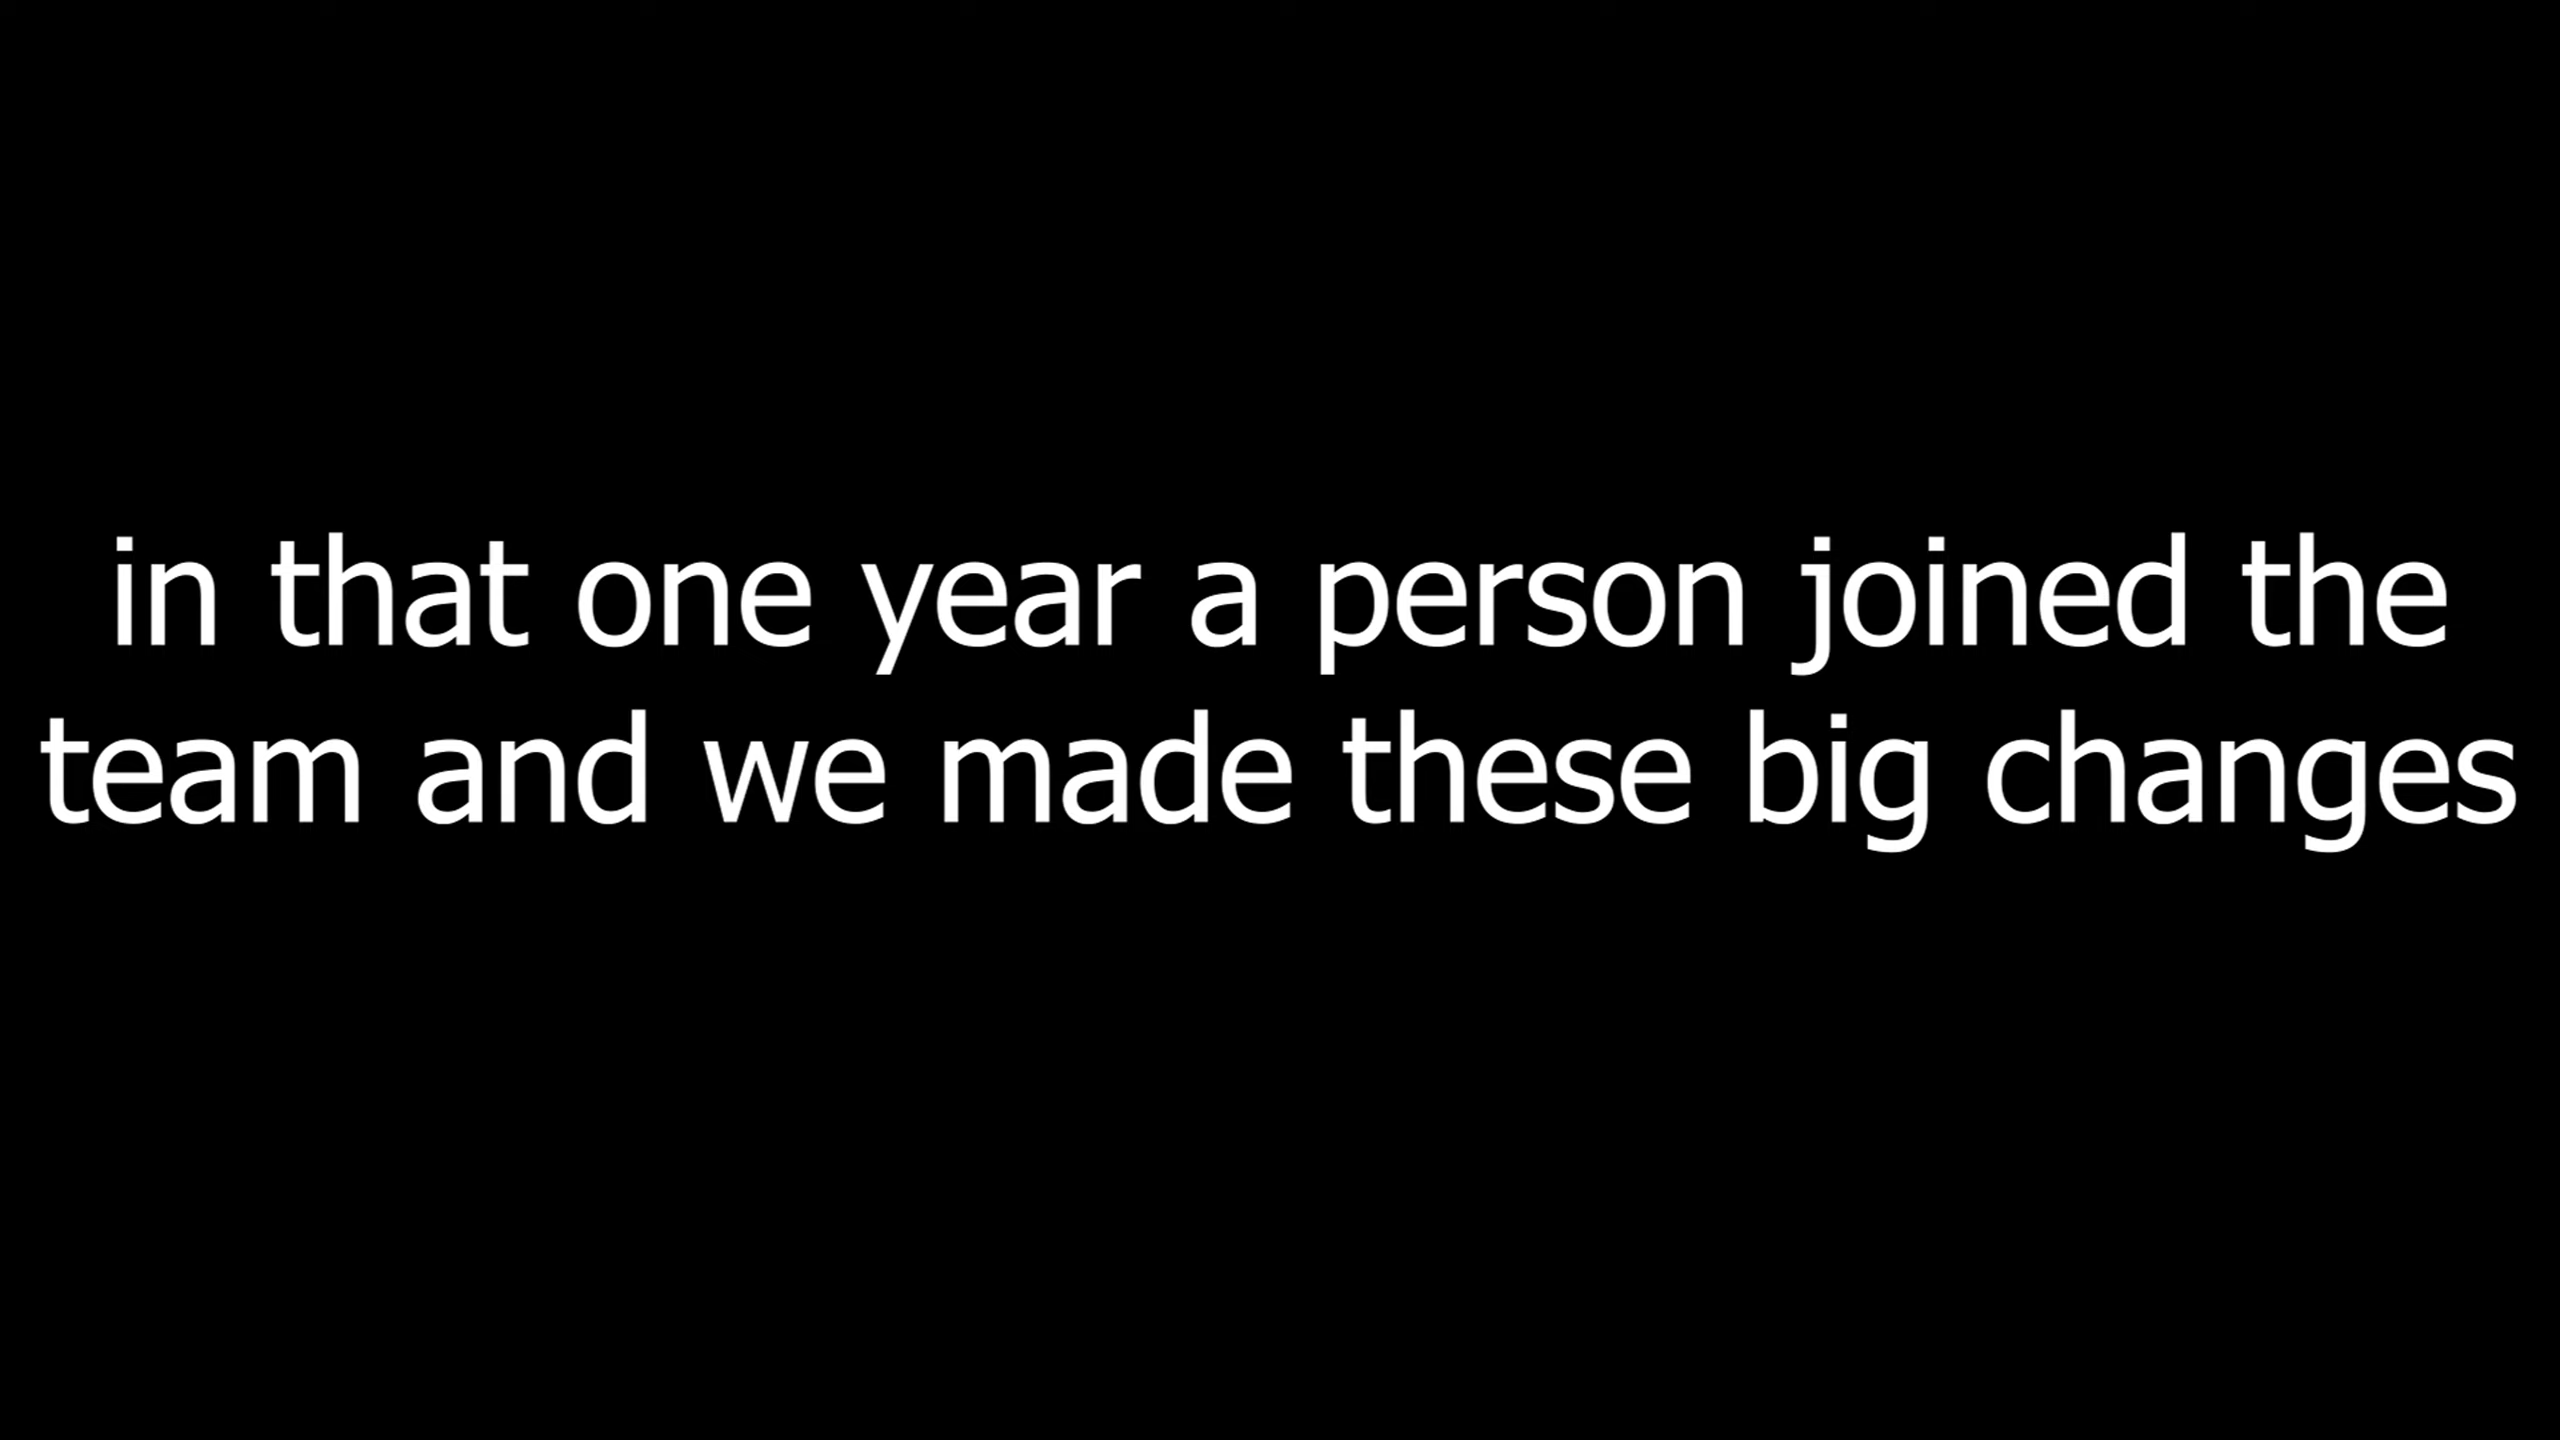 in that one year a person joined the
team and we made these big changes